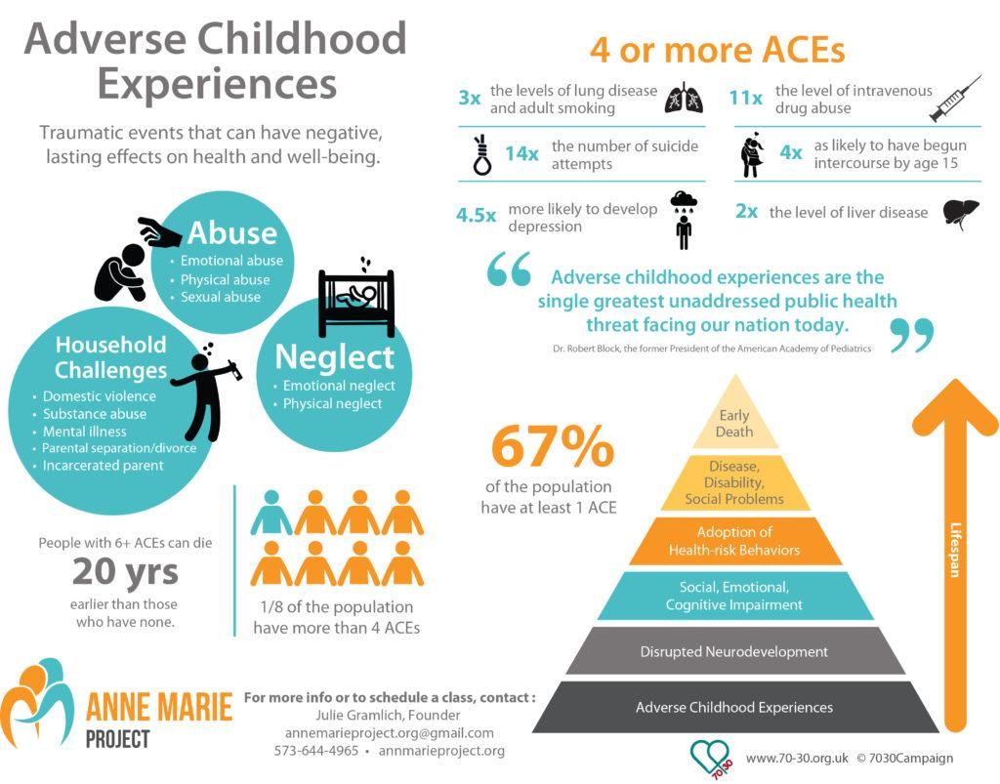 Adverse Childhood
Experiences
Traumatic events that can have negative,
lasting effects on health and well-being.
Abuse
• Emotional abuse
• Physical abuse
• Sexual abuse
Household
Challenges
• Domestic violence
• Substance abuse
• Mental illness
• Parental separation/divorce
• Incarcerated parent
Neglect
• Emotional neglect
• Physical neglect
People with 6+ ACEs can die
20 yrs
earlier than those
who have none.
1/8 of the population
have more than 4 ACEs
4 or more ACEs
3x the levels of lung disease
and adult smoking
11x the level of intravenous
drug abuse
14x the number of suicide
attempts
4x as likely to have begun
intercourse by age 15
4.5x more likely to develop
depression
2x the level of liver disease
“ Adverse childhood experiences are the
single greatest unaddressed public health
threat facing our nation today. ”
Dr. Robert Block, the former President of the American Academy of Pediatrics
67%
of the population
have at least 1 ACE
Early
Death
Disease,
Disability,
Social Problems
Adoption of
Health-risk Behaviors
Social, Emotional,
Cognitive Impairment
Disrupted Neurodevelopment
Adverse Childhood Experiences
Lifespan
ANNE MARIE
PROJECT
For more info or to schedule a class, contact :
Julie Gramlich, Founder
annemarieproject.org@gmail.com
573-644-4965 • annmarieproject.org
70/30
www.70-30.org.uk © 7030Campaign